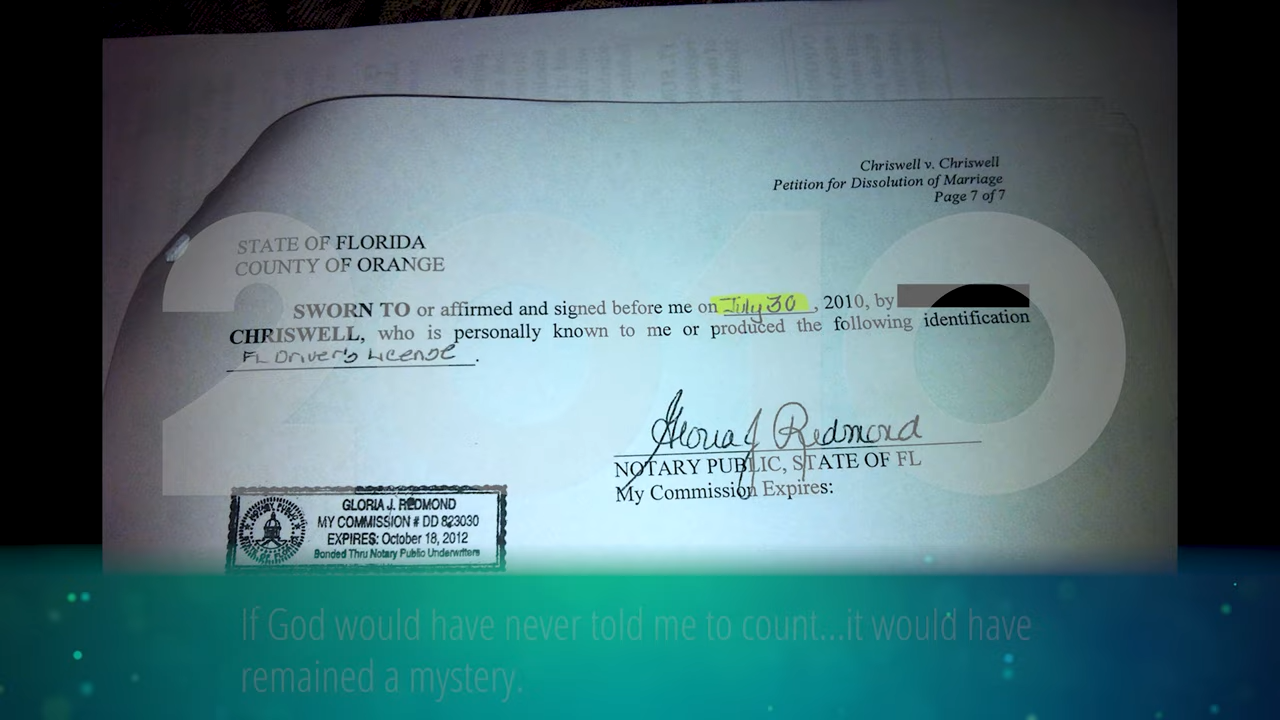 Chriswell v. Chriswell
Petition for Dissolution of Marriage
Page 7 of 7
2010
STATE OF FLORIDA
COUNTY OF ORANGE
SWORN TO or affirmed and signed before me on July 30, 2010, by
CHRISWELL, who is personally known to me or produced the following identification
FL Driver's License.
Gloria J Redmond
NOTARY PUBLIC, STATE OF FL
My Commission Expires:
GLORIA J. REDMOND
MY COMMISSION # DD 823030
EXPIRES: October 18, 2012
Bonded Thru Notary Public Underwriters
If God would have never told me to count...it would have
remained a mystery.